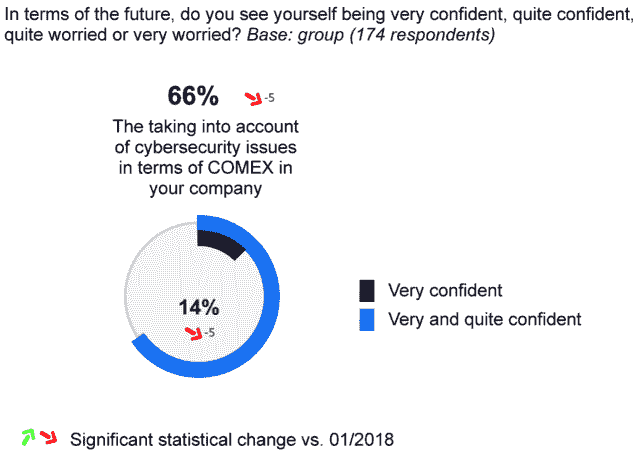 In terms of the future, do you see yourself being very confident, quite confident,
quite worried or very worried? Base: group (174 respondents)
66% -5
The taking into account
of cybersecurity issues
in terms of COMEX in
your company
14%
-5
Very confident
Very and quite confident
Significant statistical change vs. 01/2018